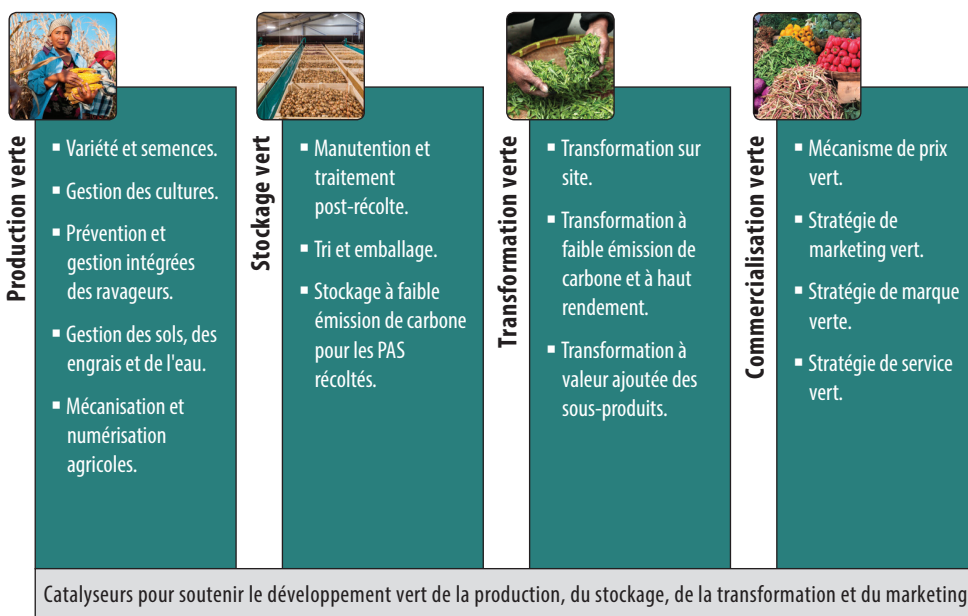 Production verte
▪ Variété et semences.
▪ Gestion des cultures.
▪ Prévention et
gestion intégrées
des ravageurs.
▪ Gestion des sols, des
engrais et de l'eau.
▪ Mécanisation et
numérisation
agricoles.
Stockage vert
▪ Manutention et
traitement
post-récolte.
▪ Tri et emballage.
▪ Stockage à faible
émission de carbone
pour les PAS
récoltés.
Transformation verte
▪ Transformation sur
site.
▪ Transformation à
faible émission de
carbone et à haut
rendement.
▪ Transformation à
valeur ajoutée des
sous-produits.
Commercialisation verte
▪ Mécanisme de prix
vert.
▪ Stratégie de
marketing vert.
▪ Stratégie de marque
verte.
▪ Stratégie de service
vert.
Catalyseurs pour soutenir le développement vert de la production, du stockage, de la transformation et du marketing